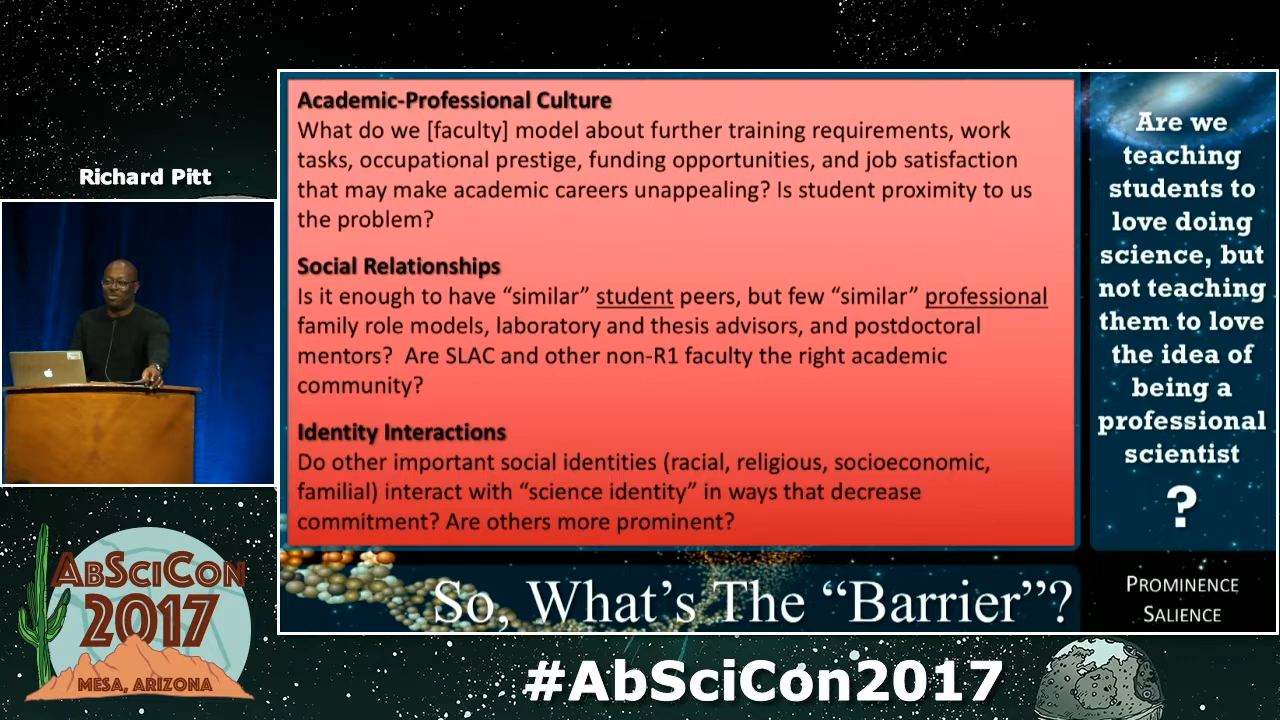 Richard Pitt
Academic-Professional Culture
What do we [faculty] model about further training requirements, work
tasks, occupational prestige, funding opportunities, and job satisfaction
that may make academic careers unappealing? Is student proximity to us
the problem?
Social Relationships
Is it enough to have “similar” student peers, but few “similar” professional
family role models, laboratory and thesis advisors, and postdoctoral
mentors?  Are SLAC and other non-R1 faculty the right academic
community?
Identity Interactions
Do other important social identities (racial, religious, socioeconomic,
familial) interact with “science identity” in ways that decrease
commitment? Are others more prominent?
Are we
teaching
students to
love doing
science, but
not teaching
them to love
the idea of
being a
professional
scientist
?
So, What’s The “Barrier”?
PROMINENCE
SALIENCE
ABSCICON
2017
MESA, ARIZONA
#AbSciCon2017